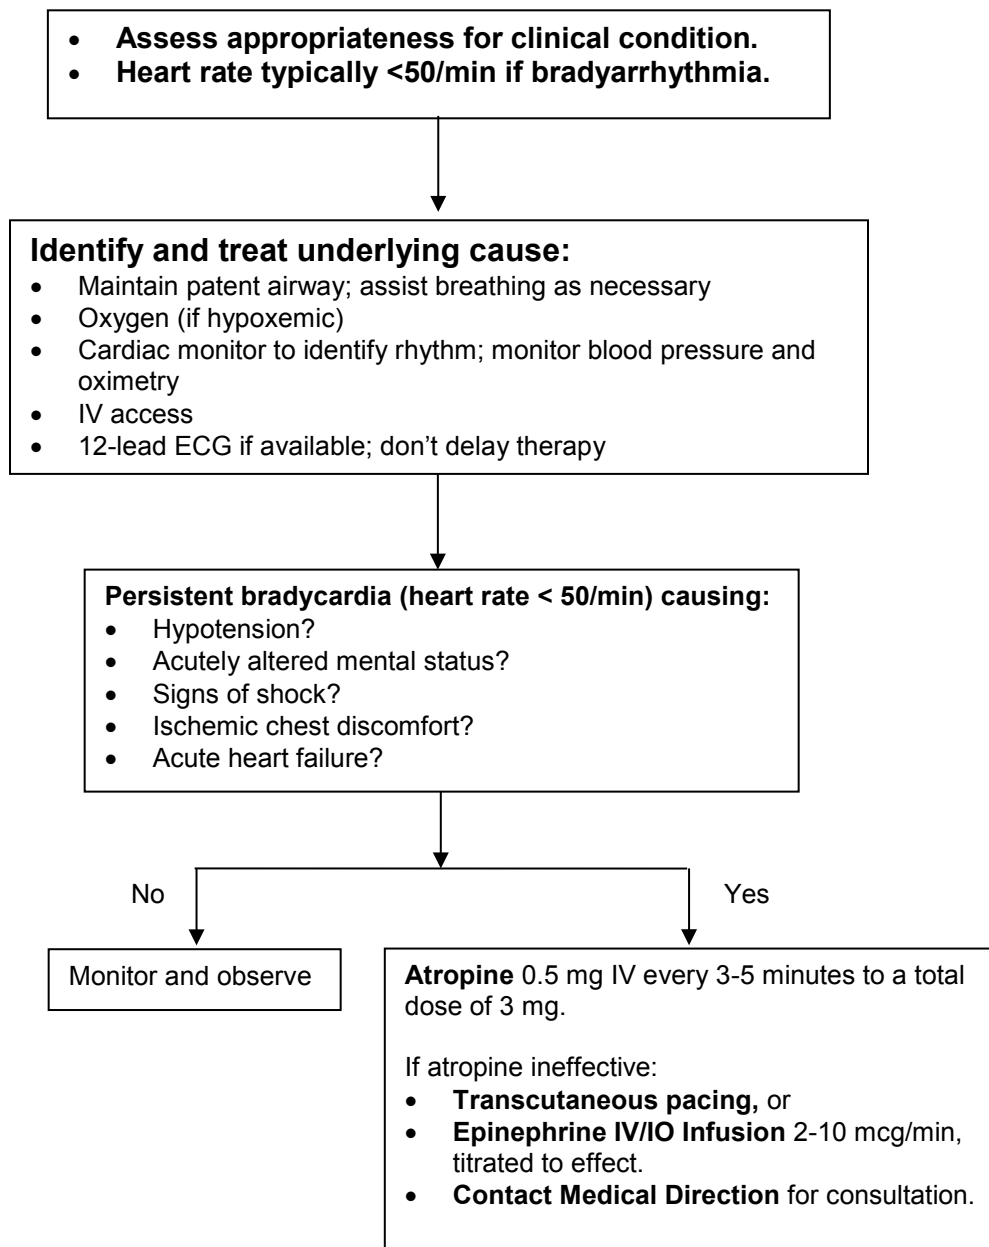 • Assess appropriateness for clinical condition.
• Heart rate typically <50/min if bradyarrhythmia.
Identify and treat underlying cause:
• Maintain patent airway; assist breathing as necessary
• Oxygen (if hypoxemic)
• Cardiac monitor to identify rhythm; monitor blood pressure and
oximetry
• IV access
• 12-lead ECG if available; don’t delay therapy
Persistent bradycardia (heart rate < 50/min) causing:
• Hypotension?
• Acutely altered mental status?
• Signs of shock?
• Ischemic chest discomfort?
• Acute heart failure?
No
Yes
Monitor and observe
Atropine 0.5 mg IV every 3-5 minutes to a total
dose of 3 mg.
If atropine ineffective:
• Transcutaneous pacing, or
• Epinephrine IV/IO Infusion 2-10 mcg/min,
titrated to effect.
• Contact Medical Direction for consultation.